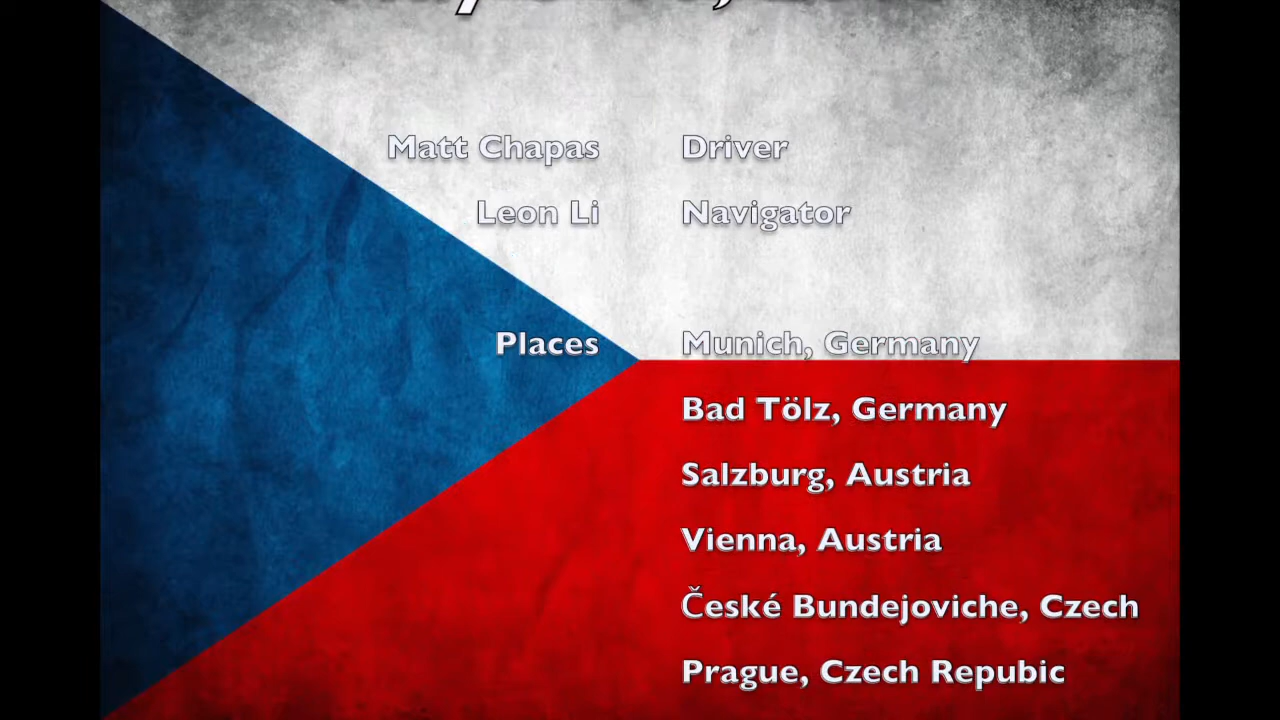 Matt Chapas Driver
Leon Li Navigator
Places Munich, Germany
Bad Tölz, Germany
Salzburg, Austria
Vienna, Austria
České Bundejoviche, Czech
Prague, Czech Repubic